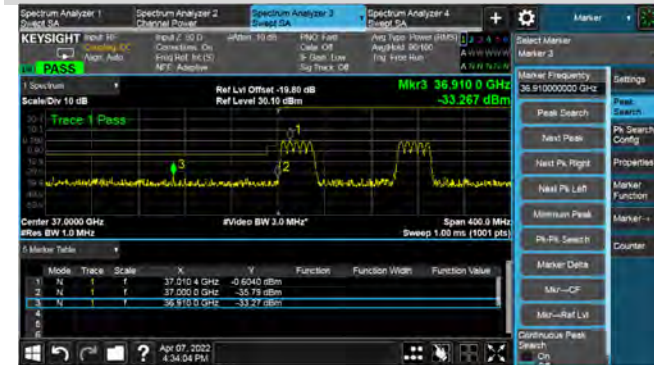 Spectrum Analyzer 1
Swept SA
Spectrum Analyzer 2
Channel Power
Spectrum Analyzer 3
Swept SA
Spectrum Analyzer 4
Swept SA
+
Marker
KEYSIGHT Input: RF
Coupling: DC
Align: Auto
PASS
Input Z: 50 Ω
Corrections: On
Freq Ref: Int (S)
NFE: Adaptive
#Atten: 10 dB
PNO: Fast
Gate: Off
IF Gain: Low
Sig Track: Off
Avg Type: Power (RMS)
Avg|Hold: 90/100
Trig: Free Run
Select Marker
Marker 3
1 Spectrum
Scale/Div 10 dB
Ref Lvl Offset -19.80 dB
Ref Level 30.10 dBm
Mkr3 36.910 0 GHz
-33.267 dBm
Trace 1 Pass
1
2
3
Center 37.0000 GHz
#Res BW 1.0 MHz
#Video BW 3.0 MHz*
Span 400.0 MHz
Sweep 1.00 ms (1001 pts)
5 Marker Table
Mode Trace Scale X Y Function Function Width Function Value
1 N 1 f 37.010 4 GHz -0.6040 dBm
2 N 1 f 37.000 0 GHz -35.79 dBm
3 N 1 f 36.910 0 GHz -33.27 dBm
4
5
6
Apr 07, 2022
4:34:04 PM
Marker Frequency
36.910000000 GHz
Peak Search
Next Peak
Next Pk Right
Next Pk Left
Minimum Peak
Pk-Pk Search
Marker Delta
Mkr→CF
Mkr→Ref Lvl
Continuous Peak
Search
On
Off
Settings
Peak
Search
Pk Search
Config
Properties
Marker
Function
Marker→
Counter